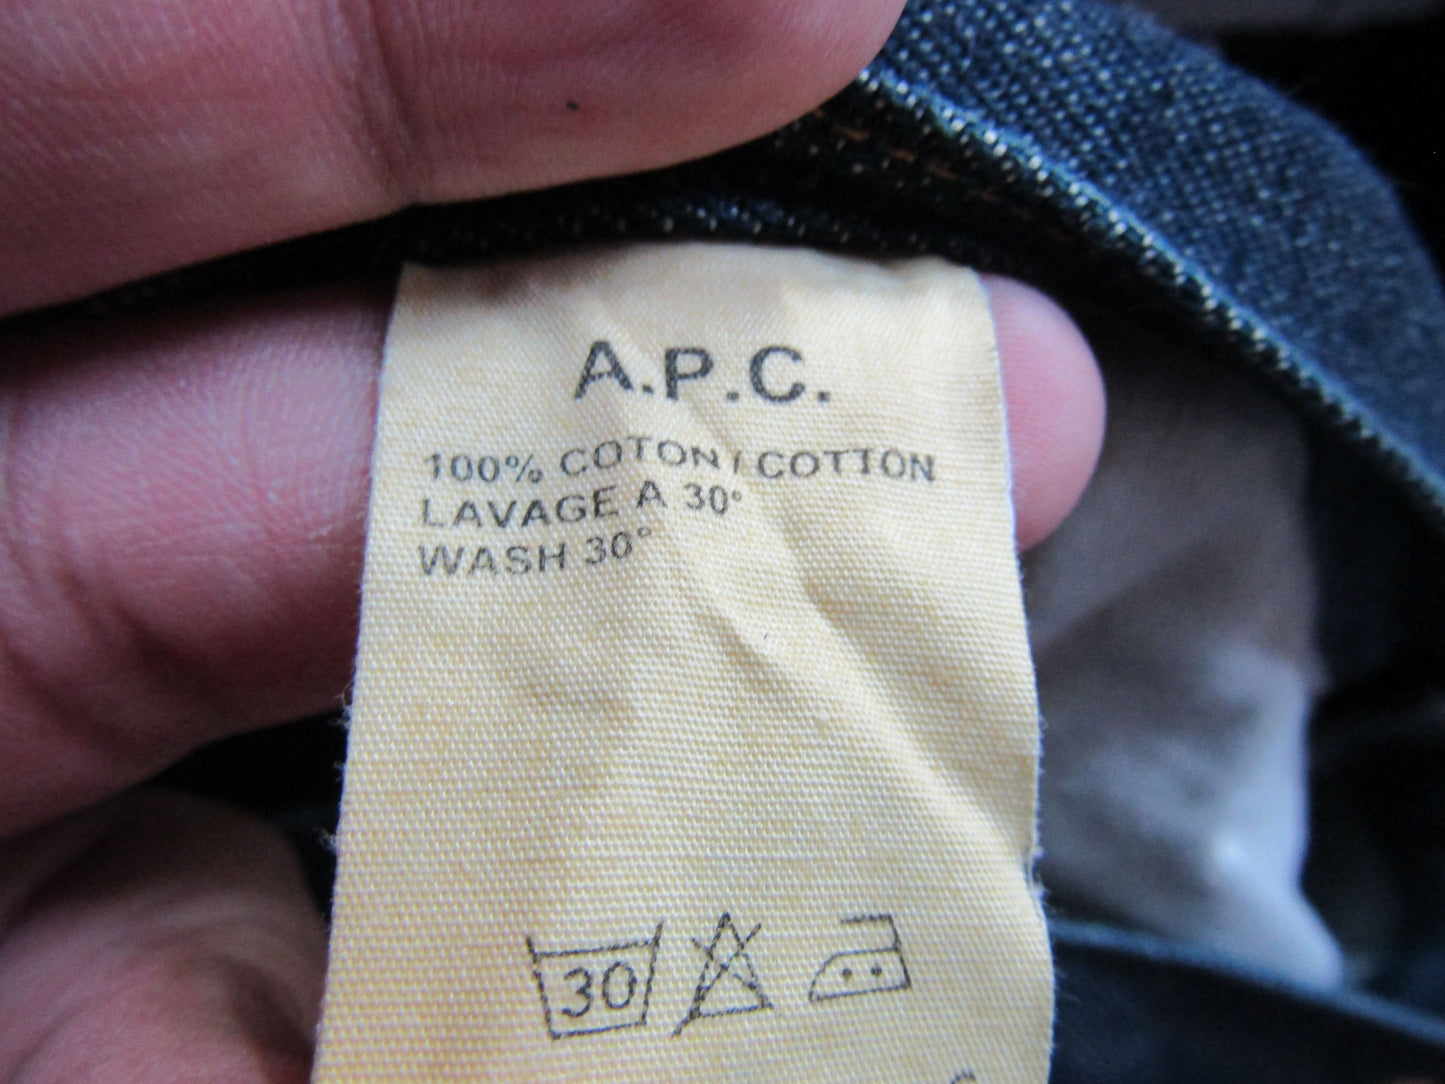 A.P.C.
100% COTON / COTTON
LAVAGE A 30°
WASH 30°
30